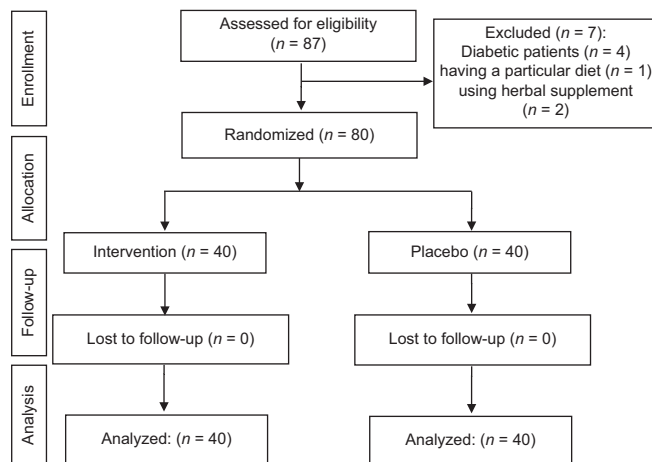 Enrollment
Assessed for eligibility
(n = 87)
Excluded (n = 7):
Diabetic patients (n = 4)
having a particular diet (n = 1)
using herbal supplement
(n = 2)
Randomized (n = 80)
Allocation
Intervention (n = 40)
Placebo (n = 40)
Follow-up
Lost to follow-up (n = 0)
Lost to follow-up (n = 0)
Analysis
Analyzed: (n = 40)
Analyzed: (n = 40)